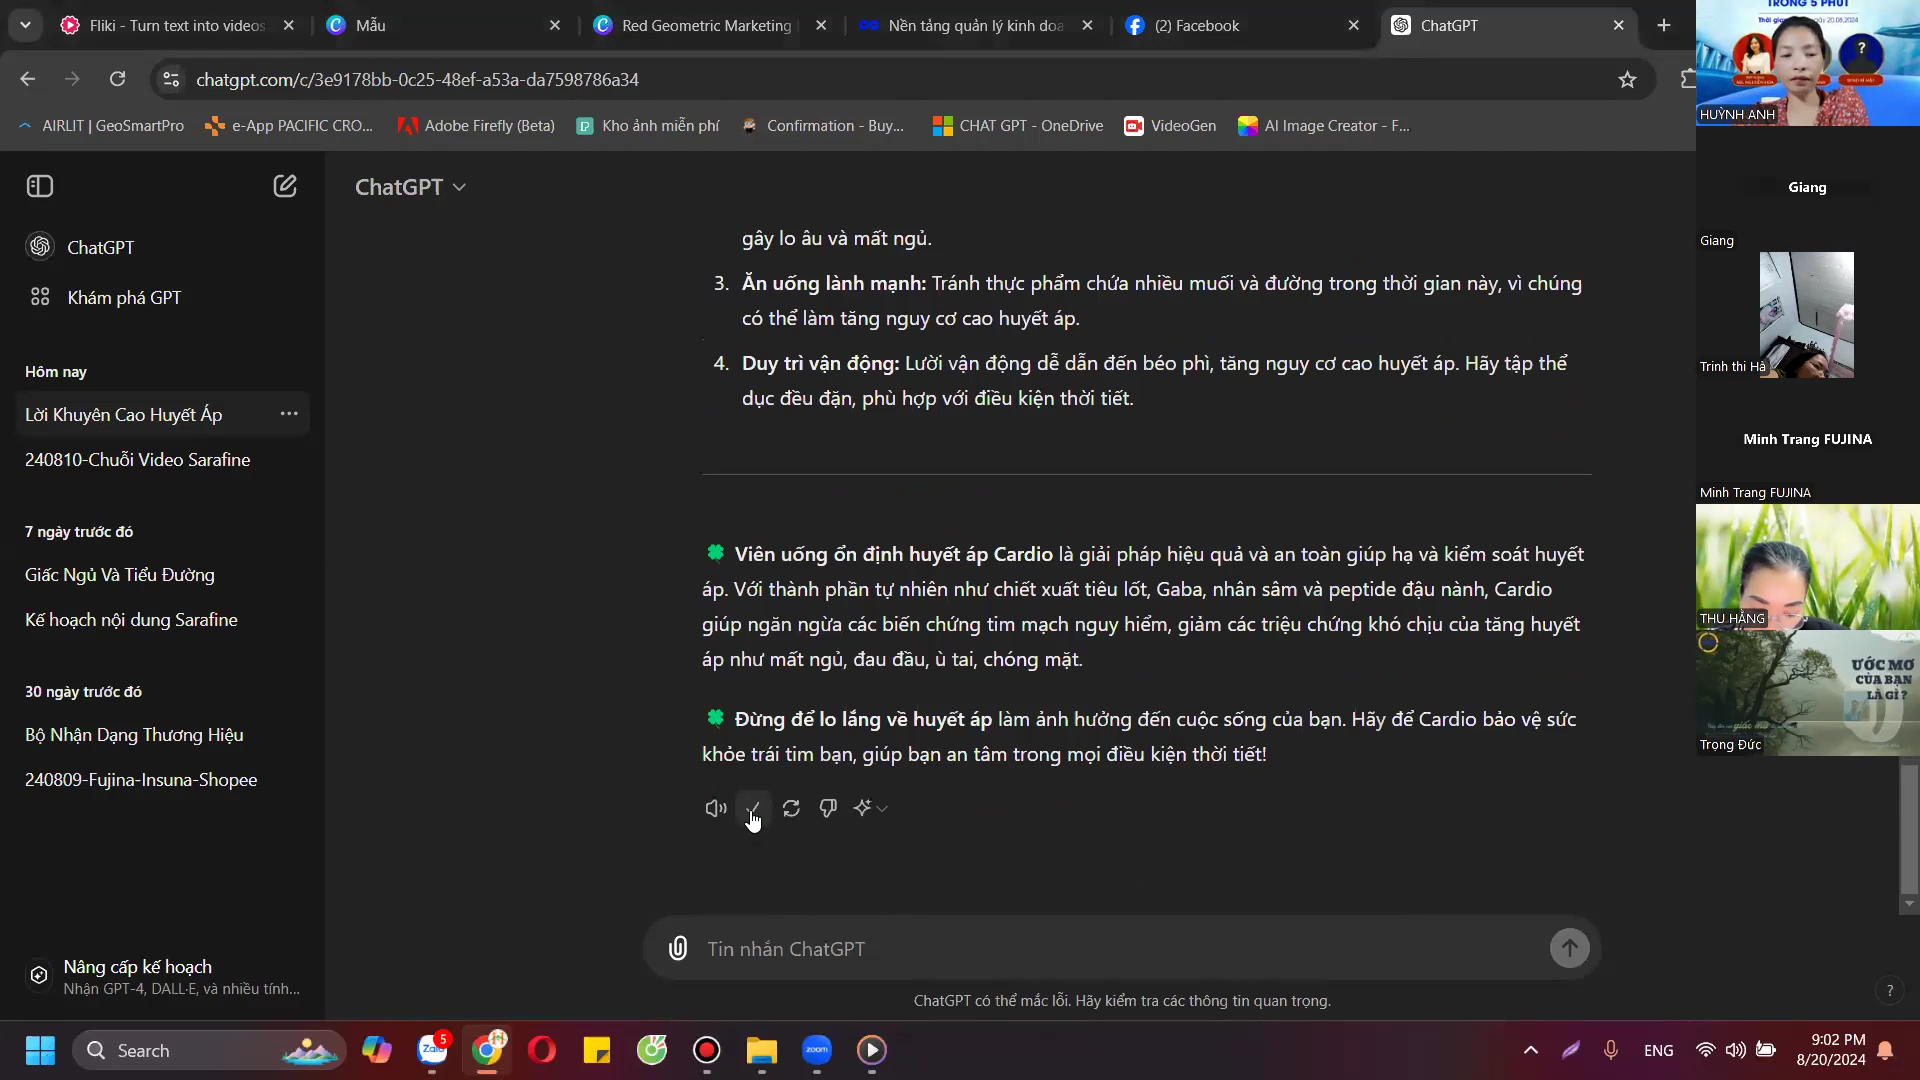 Fliki - Turn text into videos
Mẫu
Red Geometric Marketing
Nền tảng quản lý kinh doa
(2) Facebook
ChatGPT
chatgpt.com/c/3e9178bb-0c25-48ef-a53a-da7598786a34
AIRLIT | GeoSmartPro
e-App PACIFIC CRO...
Adobe Firefly (Beta)
Kho ảnh miễn phí
Confirmation - Buy...
CHAT GPT - OneDrive
VideoGen
AI Image Creator - F...
ChatGPT
Khám phá GPT
Hôm nay
Lời Khuyên Cao Huyết Áp
240810-Chuỗi Video Sarafine
7 ngày trước đó
Giấc Ngủ Và Tiểu Đường
Kế hoạch nội dung Sarafine
30 ngày trước đó
Bộ Nhận Dạng Thương Hiệu
240809-Fujina-Insuna-Shopee
Nâng cấp kế hoạch
Nhận GPT-4, DALL·E, và nhiều tính...
ChatGPT
gây lo âu và mất ngủ.
3. Ăn uống lành mạnh: Tránh thực phẩm chứa nhiều muối và đường trong thời gian này, vì chúng
có thể làm tăng nguy cơ cao huyết áp.
4. Duy trì vận động: Lười vận động dễ dẫn đến béo phì, tăng nguy cơ cao huyết áp. Hãy tập thể
dục đều đặn, phù hợp với điều kiện thời tiết.
🍀 Viên uống ổn định huyết áp Cardio là giải pháp hiệu quả và an toàn giúp hạ và kiểm soát huyết
áp. Với thành phần tự nhiên như chiết xuất tiêu lốt, Gaba, nhân sâm và peptide đậu nành, Cardio
giúp ngăn ngừa các biến chứng tim mạch nguy hiểm, giảm các triệu chứng khó chịu của tăng huyết
áp như mất ngủ, đau đầu, ù tai, chóng mặt.
🍀 Đừng để lo lắng về huyết áp làm ảnh hưởng đến cuộc sống của bạn. Hãy để Cardio bảo vệ sức
khỏe trái tim bạn, giúp bạn an tâm trong mọi điều kiện thời tiết!
Tin nhắn ChatGPT
ChatGPT có thể mắc lỗi. Hãy kiểm tra các thông tin quan trọng.
?
TRONG 5 PHÚT
ngày 20.08.2024
?
HUỲNH ANH
Giang
Giang
Trinh thi Hà
Minh Trang FUJINA
Minh Trang FUJINA
THU HẰNG
ƯỚC MƠ
CỦA BẠN
LÀ GÌ ?
Trọng Đức
Search
Zalo
5
zoom
ENG
9:02 PM
8/20/2024